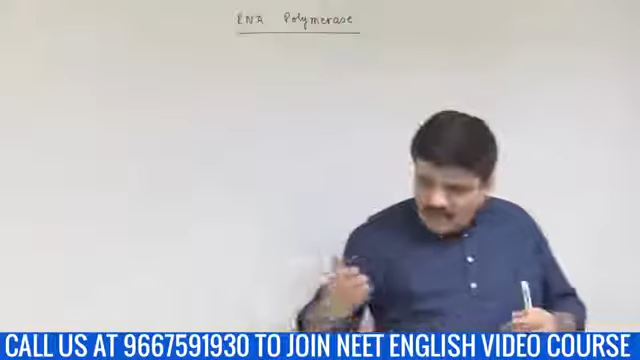 RNA Polymerase
CALL US AT 9667591930 TO JOIN NEET ENGLISH VIDEO COURSE